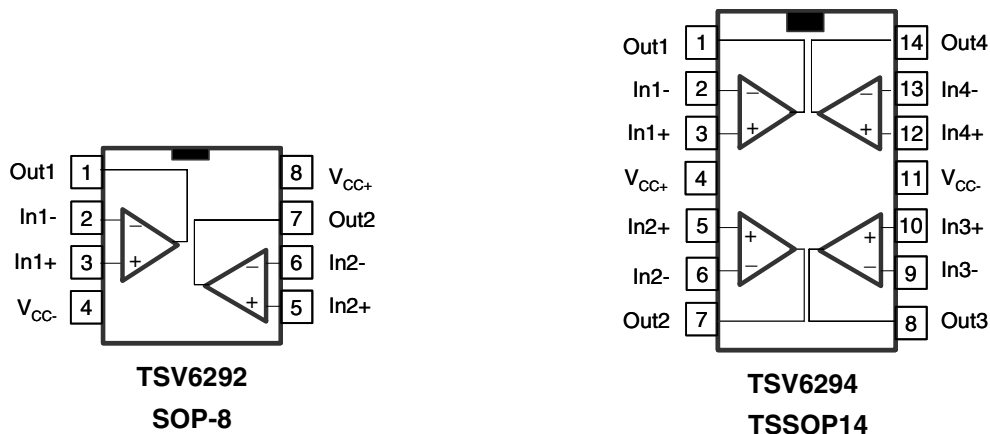 Out1 1 8 VCC+
In1- 2 − 7 Out2
In1+ 3 + − 6 In2-
VCC- 4 + 5 In2+
TSV6292
SOP-8
Out1 1 14 Out4
In1- 2 − − 13 In4-
In1+ 3 + + 12 In4+
VCC+ 4 11 VCC-
In2+ 5 + + 10 In3+
In2- 6 − − 9 In3-
Out2 7 8 Out3
TSV6294
TSSOP14